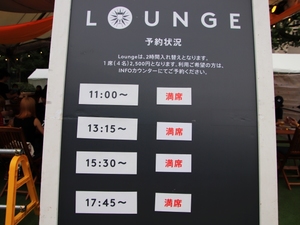 LOUNGE
予約状況
Loungeは、2時間入れ替えとなります。
1席(4名)2,500円となります。利用ご希望の方は、
INFOカウンターにてご予約ください。
11:00～ 満席
13:15～ 満席
15:30～ 満席
17:45～ 満席